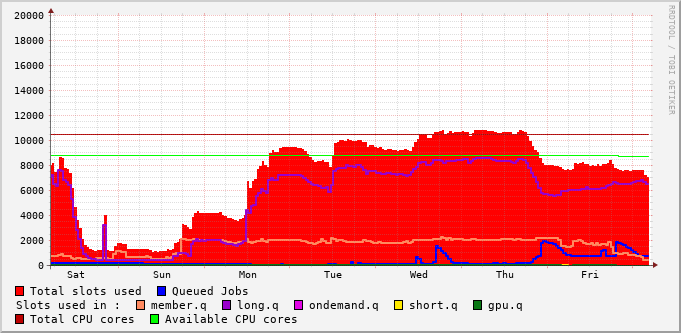 20000
18000
16000
14000
12000
10000
8000
6000
4000
2000
0
Sat Sun Mon Tue Wed Thu Fri
Total slots used Queued Jobs
Slots used in : member.q long.q ondemand.q short.q gpu.q
Total CPU cores Available CPU cores
RRDTOOL / TOBI OETIKER